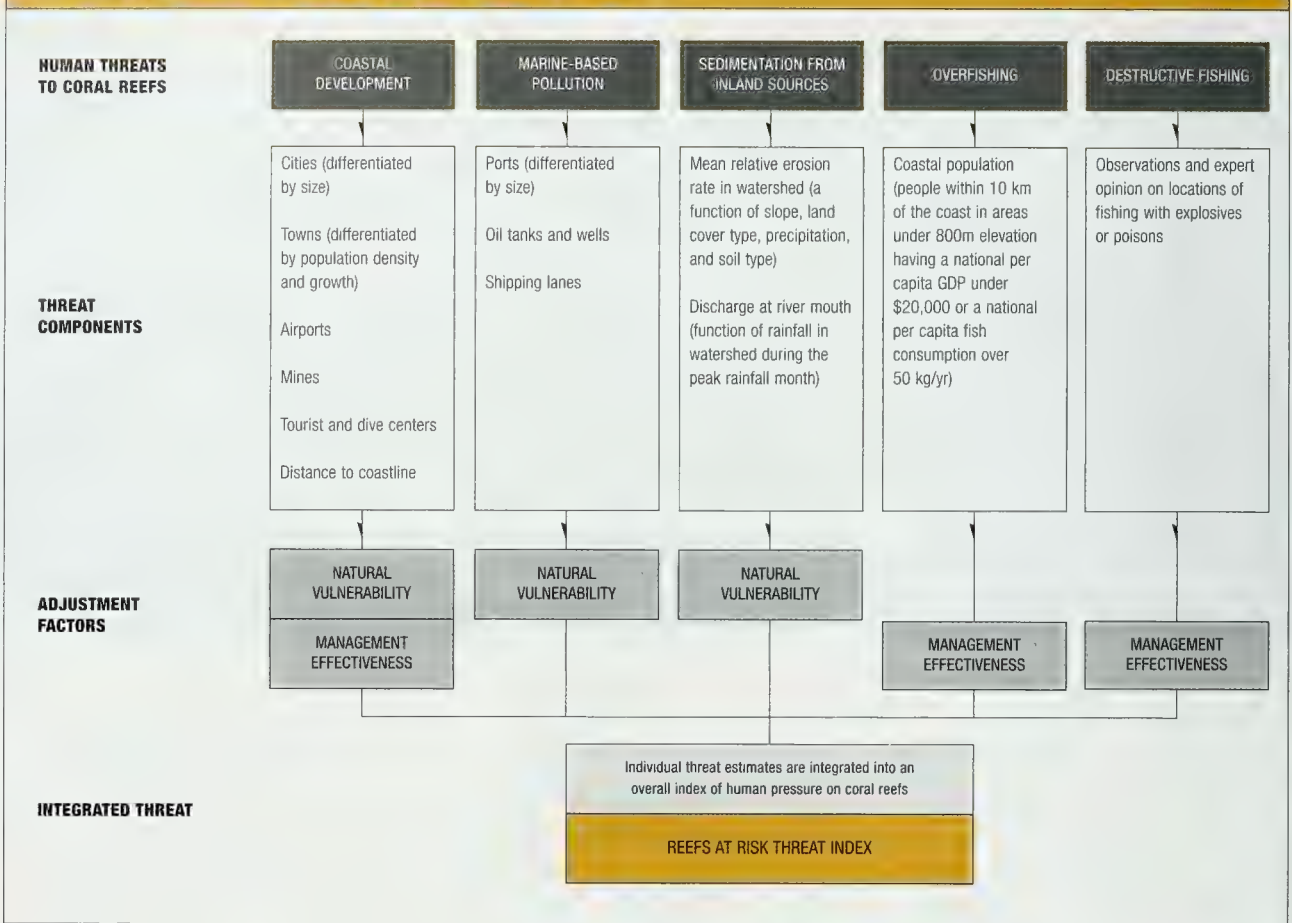 HUMAN THREATS
TO CORAL REEFS
COASTAL
DEVELOPMENT
MARINE-BASED
POLLUTION
SEDIMENTATION FROM
INLAND SOURCES
OVERFISHING
DESTRUCTIVE FISHING
THREAT
COMPONENTS
Cities (differentiated
by size)
Towns (differentiated
by population density
and growth)
Airports
Mines
Tourist and dive centers
Distance to coastline
Ports (differentiated
by size)
Oil tanks and wells
Shipping lanes
Mean relative erosion
rate in watershed (a
function of slope, land
cover type, precipitation,
and soil type)
Discharge at river mouth
(function of rainfall in
watershed during the
peak rainfall month)
Coastal population
(people within 10 km
of the coast in areas
under 800m elevation
having a national per
capita GDP under
$20,000 or a national
per capita fish
consumption over
50 kg/yr)
Observations and expert
opinion on locations of
fishing with explosives
or poisons
ADJUSTMENT
FACTORS
NATURAL
VULNERABILITY
MANAGEMENT
EFFECTIVENESS
NATURAL
VULNERABILITY
NATURAL
VULNERABILITY
MANAGEMENT
EFFECTIVENESS
MANAGEMENT
EFFECTIVENESS
INTEGRATED THREAT
Individual threat estimates are integrated into an
overall index of human pressure on coral reefs
REEFS AT RISK THREAT INDEX